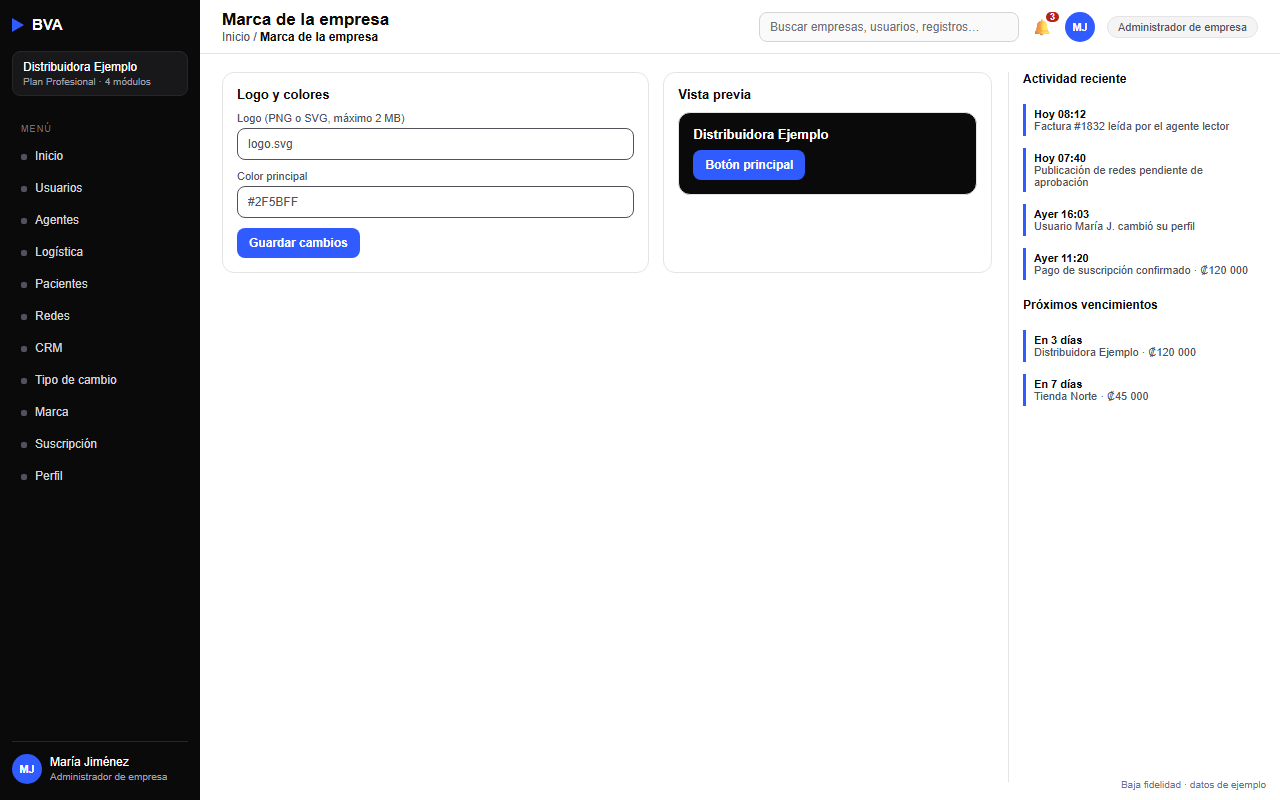 BVA
Distribuidora Ejemplo
Plan Profesional · 4 módulos
MENÚ
Inicio
Usuarios
Agentes
Logística
Pacientes
Redes
CRM
Tipo de cambio
Marca
Suscripción
Perfil
MJ
María Jiménez
Administrador de empresa
Marca de la empresa
Inicio / Marca de la empresa
Buscar empresas, usuarios, registros…
3
MJ
Administrador de empresa
Logo y colores
Logo (PNG o SVG, máximo 2 MB)
logo.svg
Color principal
#2F5BFF
Guardar cambios
Vista previa
Distribuidora Ejemplo
Botón principal
Actividad reciente
Hoy 08:12
Factura #1832 leída por el agente lector
Hoy 07:40
Publicación de redes pendiente de
aprobación
Ayer 16:03
Usuario María J. cambió su perfil
Ayer 11:20
Pago de suscripción confirmado · ₡120 000
Próximos vencimientos
En 3 días
Distribuidora Ejemplo · ₡120 000
En 7 días
Tienda Norte · ₡45 000
Baja fidelidad · datos de ejemplo